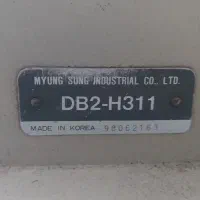 MYUNG SUNG INDUSTRIAL CO., LTD.
DB2-H311
MADE IN KOREA